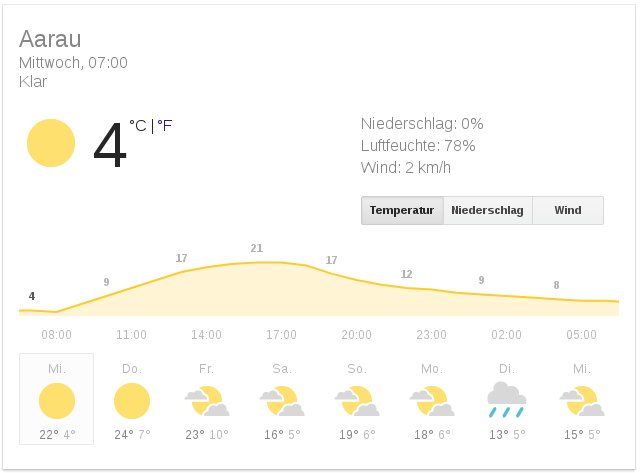 Aarau
Mittwoch, 07:00
Klar
4 °C | °F
Niederschlag: 0%
Luftfeuchte: 78%
Wind: 2 km/h
Temperatur Niederschlag Wind
4 9 17 21 17 12 9 8
08:00 11:00 14:00 17:00 20:00 23:00 02:00 05:00
Mi. Do. Fr. Sa. So. Mo. Di. Mi.
22° 4° 24° 7° 23° 10° 16° 5° 19° 6° 18° 6° 13° 5° 15° 5°